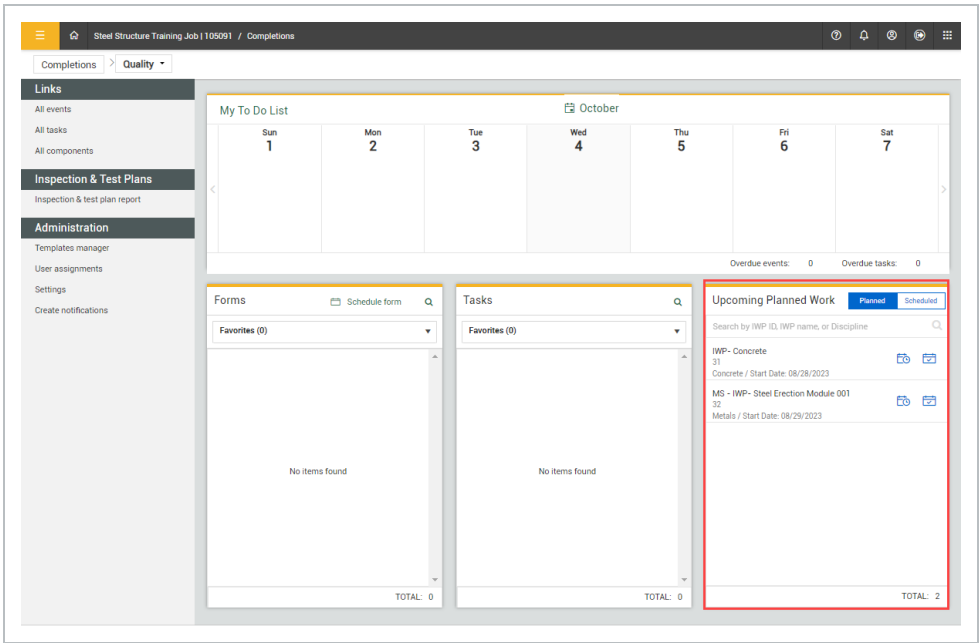 Steel Structure Training Job | 105091 / Completions
Completions > Quality
Links
All events
All tasks
All components
Inspection & Test Plans
Inspection & test plan report
Administration
Templates manager
User assignments
Settings
Create notifications
My To Do List
October
Sun Mon Tue Wed Thu Fri Sat
1 2 3 4 5 6 7
Overdue events: 0 Overdue tasks: 0
Forms
Schedule form
Favorites (0)
No items found
TOTAL: 0
Tasks
Favorites (0)
No items found
TOTAL: 0
Upcoming Planned Work
Planned Scheduled
Search by IWP ID, IWP name, or Discipline
IWP- Concrete
31
Concrete / Start Date: 08/28/2023
MS - IWP- Steel Erection Module 001
32
Metals / Start Date: 08/29/2023
TOTAL: 2